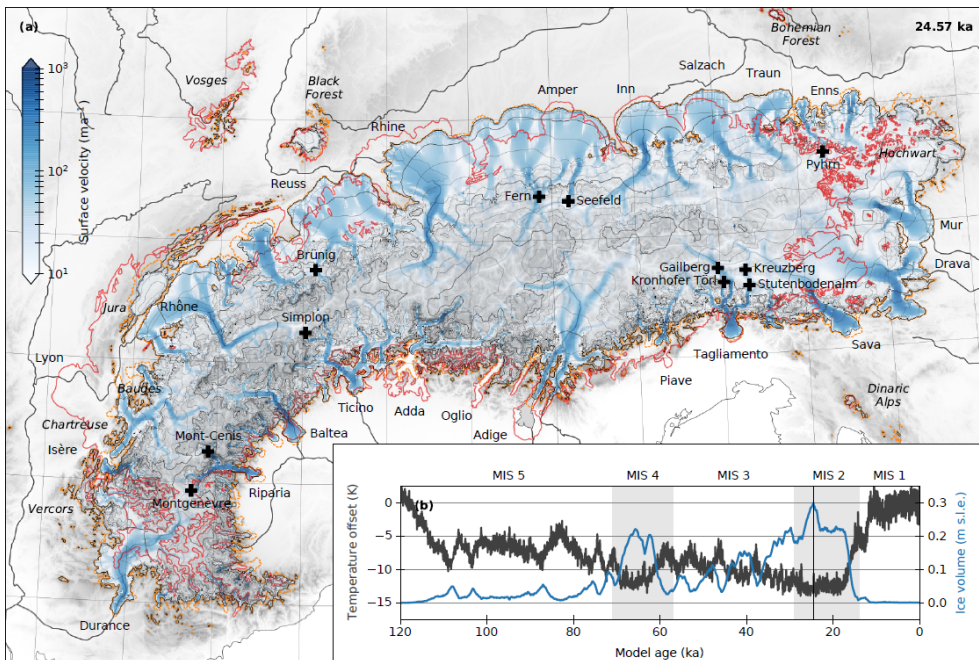 (a)
24.57 ka
Bohemian
Forest
Salzach
Traun
Vosges
Black
Forest
Amper
Inn
Enns
10³
10²
10¹
Surface velocity (m a⁻¹)
Rhine
Pyhrn
Hochwart
Reuss
Fern
Seefeld
Mur
Brünig
Gailberg
Kreuzberg
Drava
Kronhofer Törl
Stutenbodenalm
Jura
Rhône
Simplon
Sava
Lyon
Tagliamento
Bauges
Piave
Dinaric
Alps
Ticino
Adda
Oglio
Chartreuse
Mont-Cenis
Baltea
Adige
Isère
Riparia
Montgenèvre
Vercors
Durance
MIS 5
MIS 4
MIS 3
MIS 2
MIS 1
(b)
Temperature offset (K)
0
−5
−10
−15
0.3
0.2
0.1
0.0
Ice volume (m s.l.e.)
120
100
80
60
40
20
0
Model age (ka)